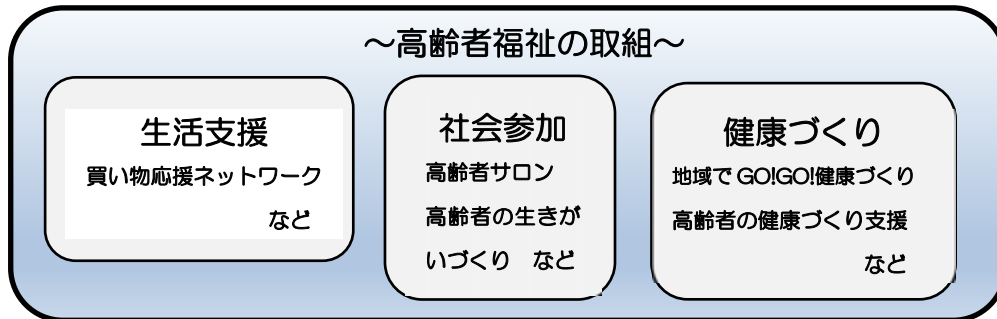 ～高齢者福祉の取組～
生活支援
買い物応援ネットワーク
など
社会参加
高齢者サロン
高齢者の生きが
いづくり　など
健康づくり
地域でGO!GO!健康づくり
高齢者の健康づくり支援
など